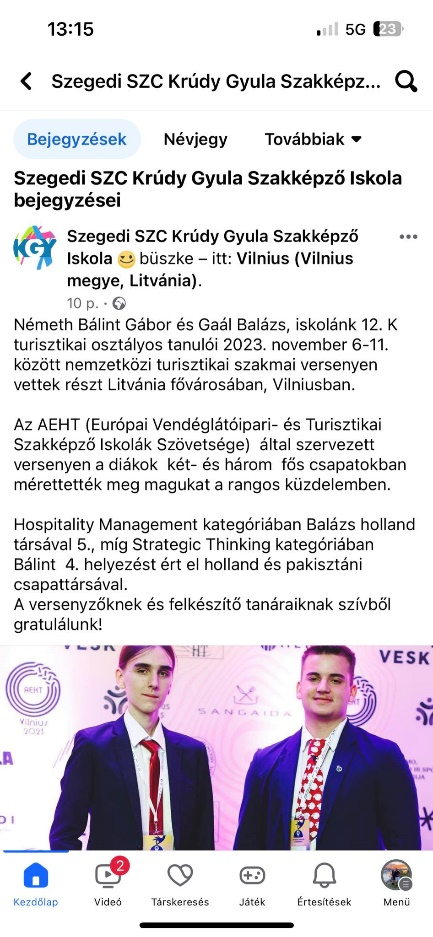 13:15
5G 23
Szegedi SZC Krúdy Gyula Szakképz...
Bejegyzések
Névjegy
Továbbiak
Szegedi SZC Krúdy Gyula Szakképző Iskola
bejegyzései
KGY
Szegedi SZC Krúdy Gyula Szakképző
Iskola 😆 büszke – itt: Vilnius (Vilnius
megye, Litvánia).
10 p. ·
Németh Bálint Gábor és Gaál Balázs, iskolánk 12. K
turisztikai osztályos tanulói 2023. november 6-11.
között nemzetközi turisztikai szakmai versenyen
vettek részt Litvánia fővárosában, Vilniusban.
Az AEHT (Európai Vendéglátóipari- és Turisztikai
Szakképző Iskolák Szövetsége) által szervezett
versenyen a diákok két- és három fős csapatokban
mérettették meg magukat a rangos küzdelemben.
Hospitality Management kategóriában Balázs holland
társával 5., míg Strategic Thinking kategóriában
Bálint 4. helyezést ért el holland és pakisztáni
csapattársával.
A versenyzőknek és felkészítő tanáraiknak szívből
gratulálunk!
VESK
AEHT
Vilnius
SANGAIDA
2
Kezdőlap
Videó
Társkeresés
Játék
Értesítések
Menü